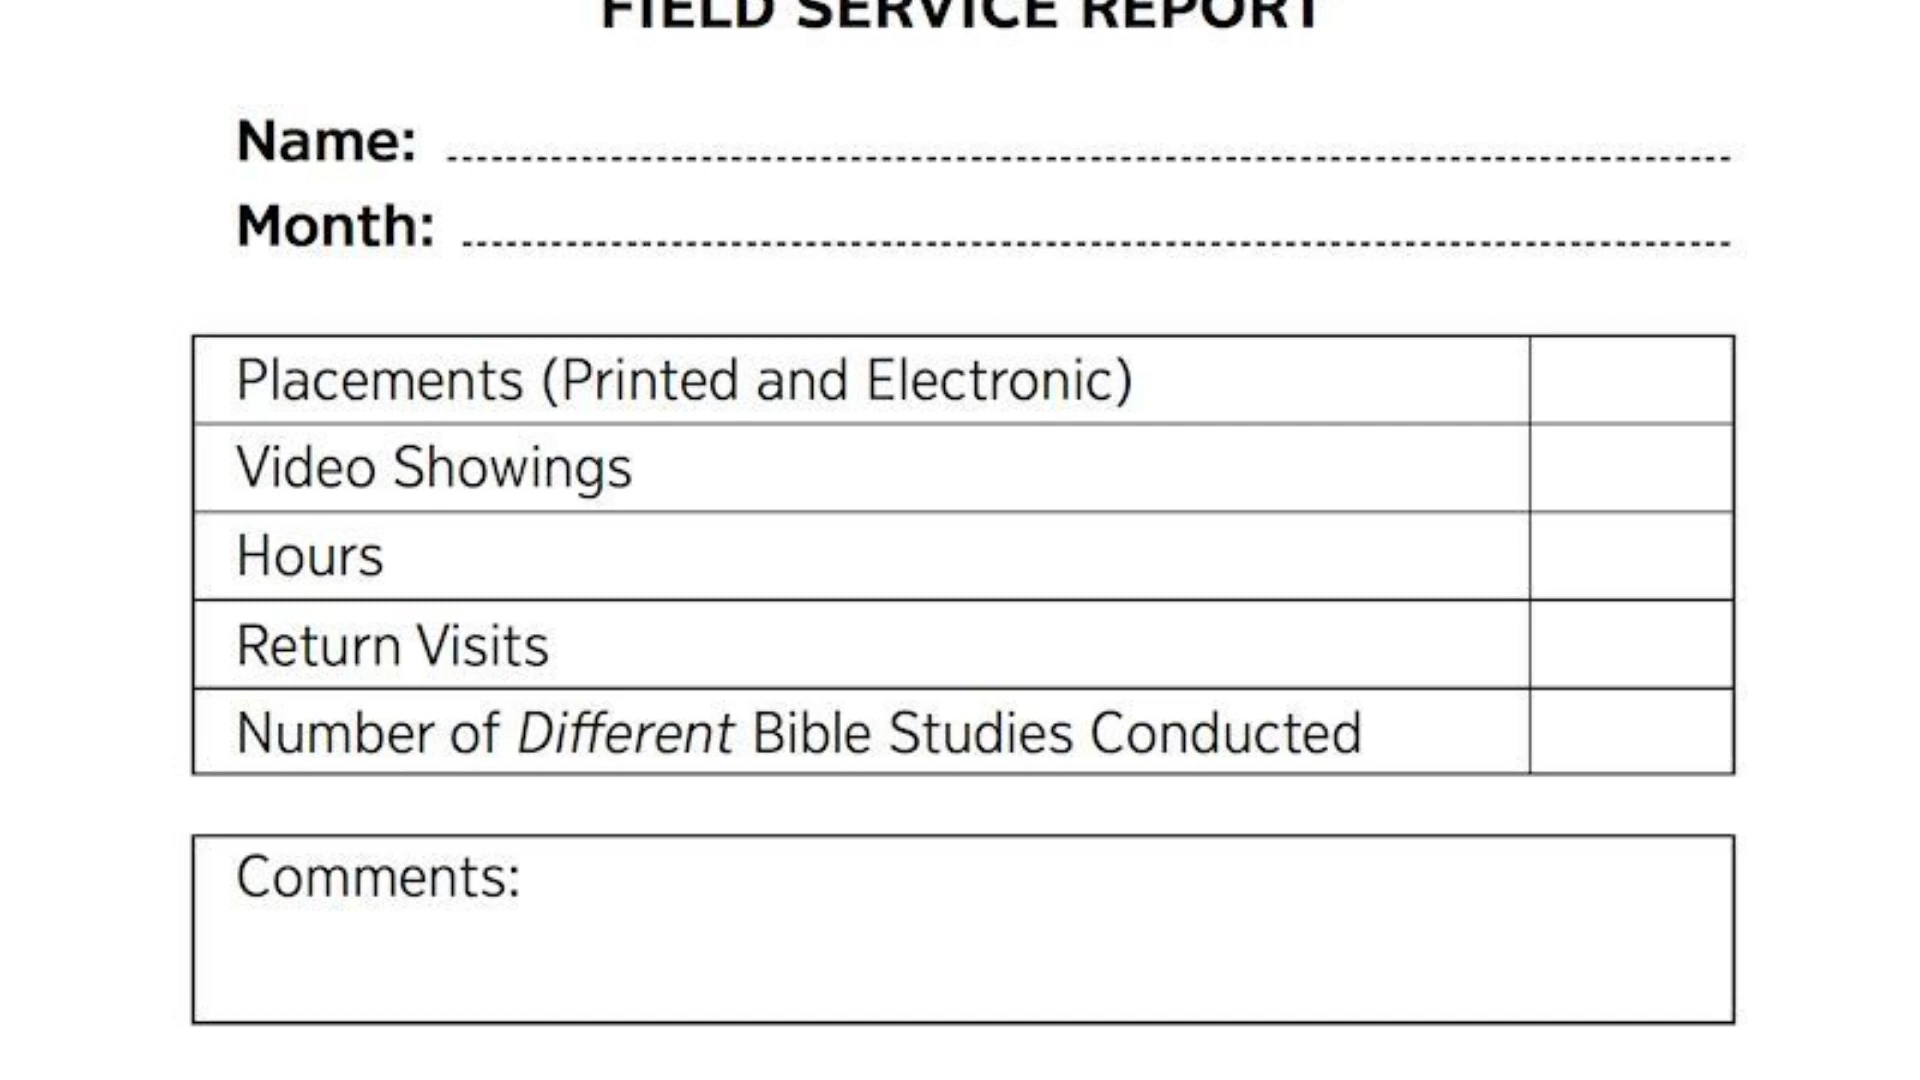 FIELD SERVICE REPORT
Name:
Month:
Placements (Printed and Electronic)
Video Showings
Hours
Return Visits
Number of Different Bible Studies Conducted
Comments: